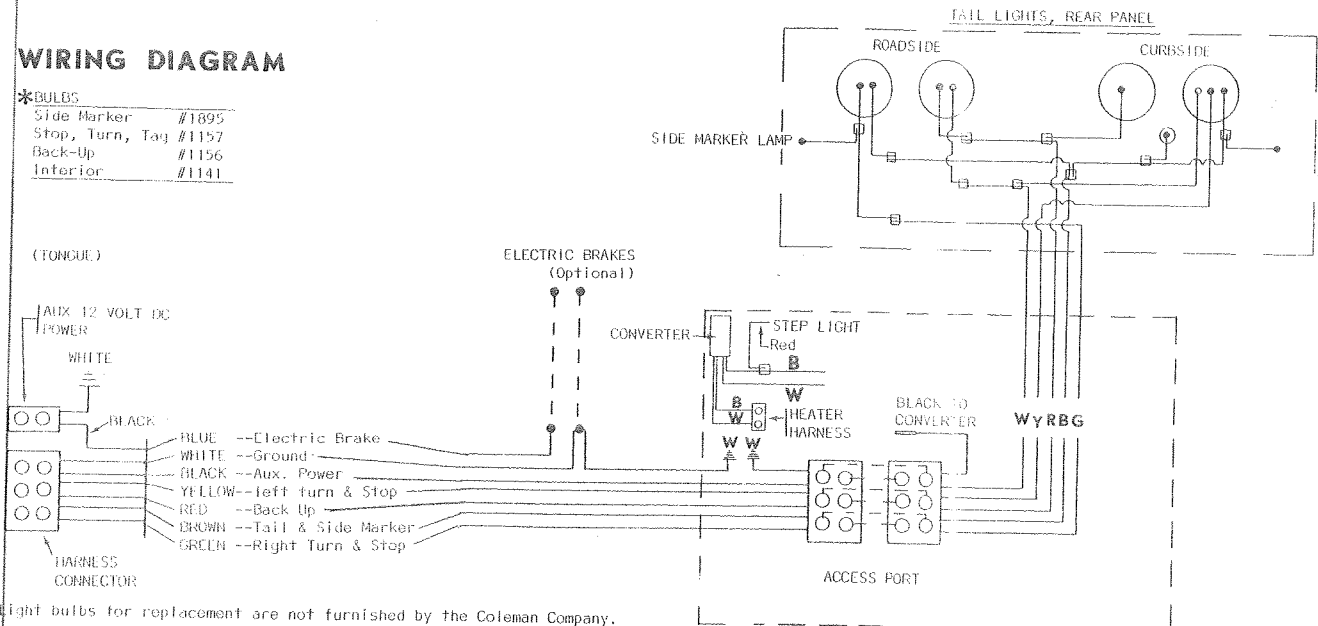 TAIL LIGHTS, REAR PANEL
WIRING DIAGRAM
ROADSIDE
CURBSIDE
*BULBS
Side Marker #1895
Stop, Turn, Tag #1157
Back-Up #1156
Interior #1141
SIDE MARKER LAMP
(TONGUE)
ELECTRIC BRAKES
(Optional)
AUX 12 VOLT DC
POWER
WHITE
CONVERTER
STEP LIGHT
Red
B
W
B
W
HEATER
HARNESS
BLACK TO
CONVERTER
W Y R B G
BLACK
W W
BLUE --Electric Brake
WHITE --Ground
BLACK --Aux. Power
YELLOW--left turn & Stop
RED --Back Up
BROWN --Tail & Side Marker
GREEN --Right Turn & Stop
HARNESS
CONNECTOR
ACCESS PORT
Light bulbs for replacement are not furnished by the Coleman Company.